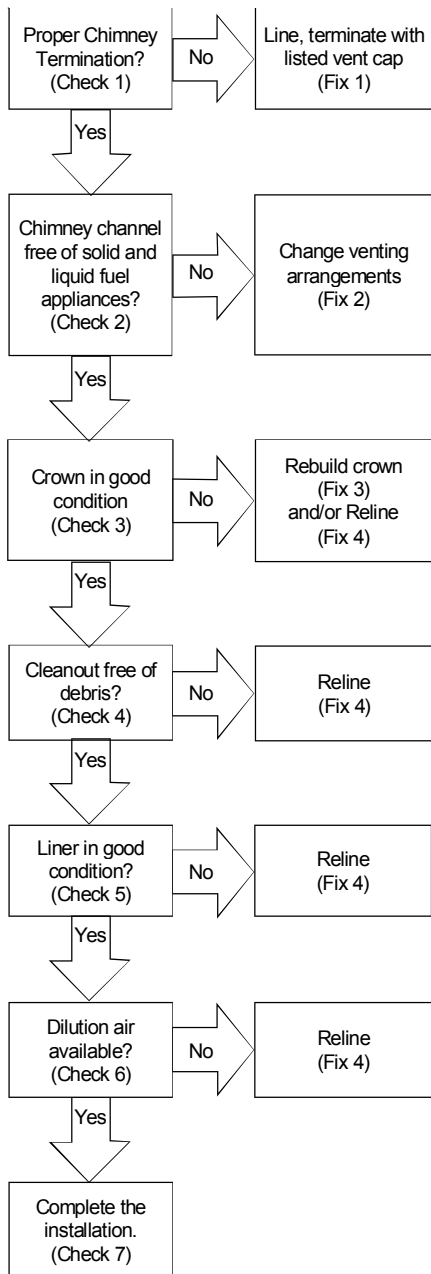 Proper Chimney
Termination?
(Check 1)
No
Line, terminate with
listed vent cap
(Fix 1)
Yes
Chimney channel
free of solid and
liquid fuel
appliances?
(Check 2)
No
Change venting
arrangements
(Fix 2)
Yes
Crown in good
condition
(Check 3)
No
Rebuild crown
(Fix 3)
and/or Reline
(Fix 4)
Yes
Cleanout free of
debris?
(Check 4)
No
Reline
(Fix 4)
Yes
Liner in good
condition?
(Check 5)
No
Reline
(Fix 4)
Yes
Dilution air
available?
(Check 6)
No
Reline
(Fix 4)
Yes
Complete the
installation.
(Check 7)